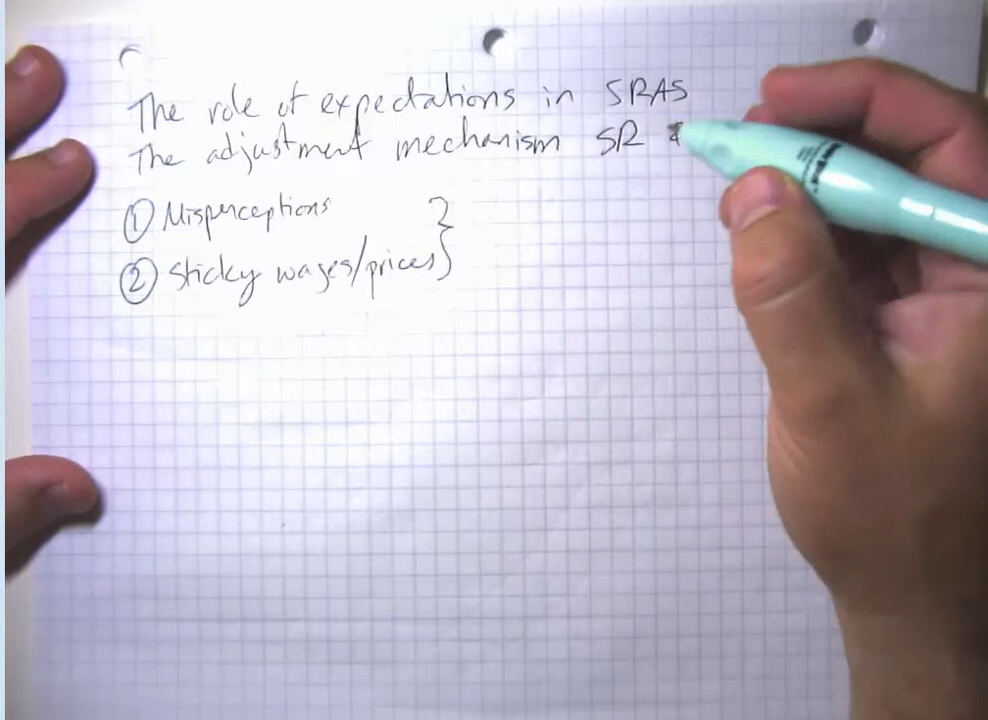 The role of expectations in SRAS
The adjustment mechanism SR
① Misperceptions
② Sticky wages/prices